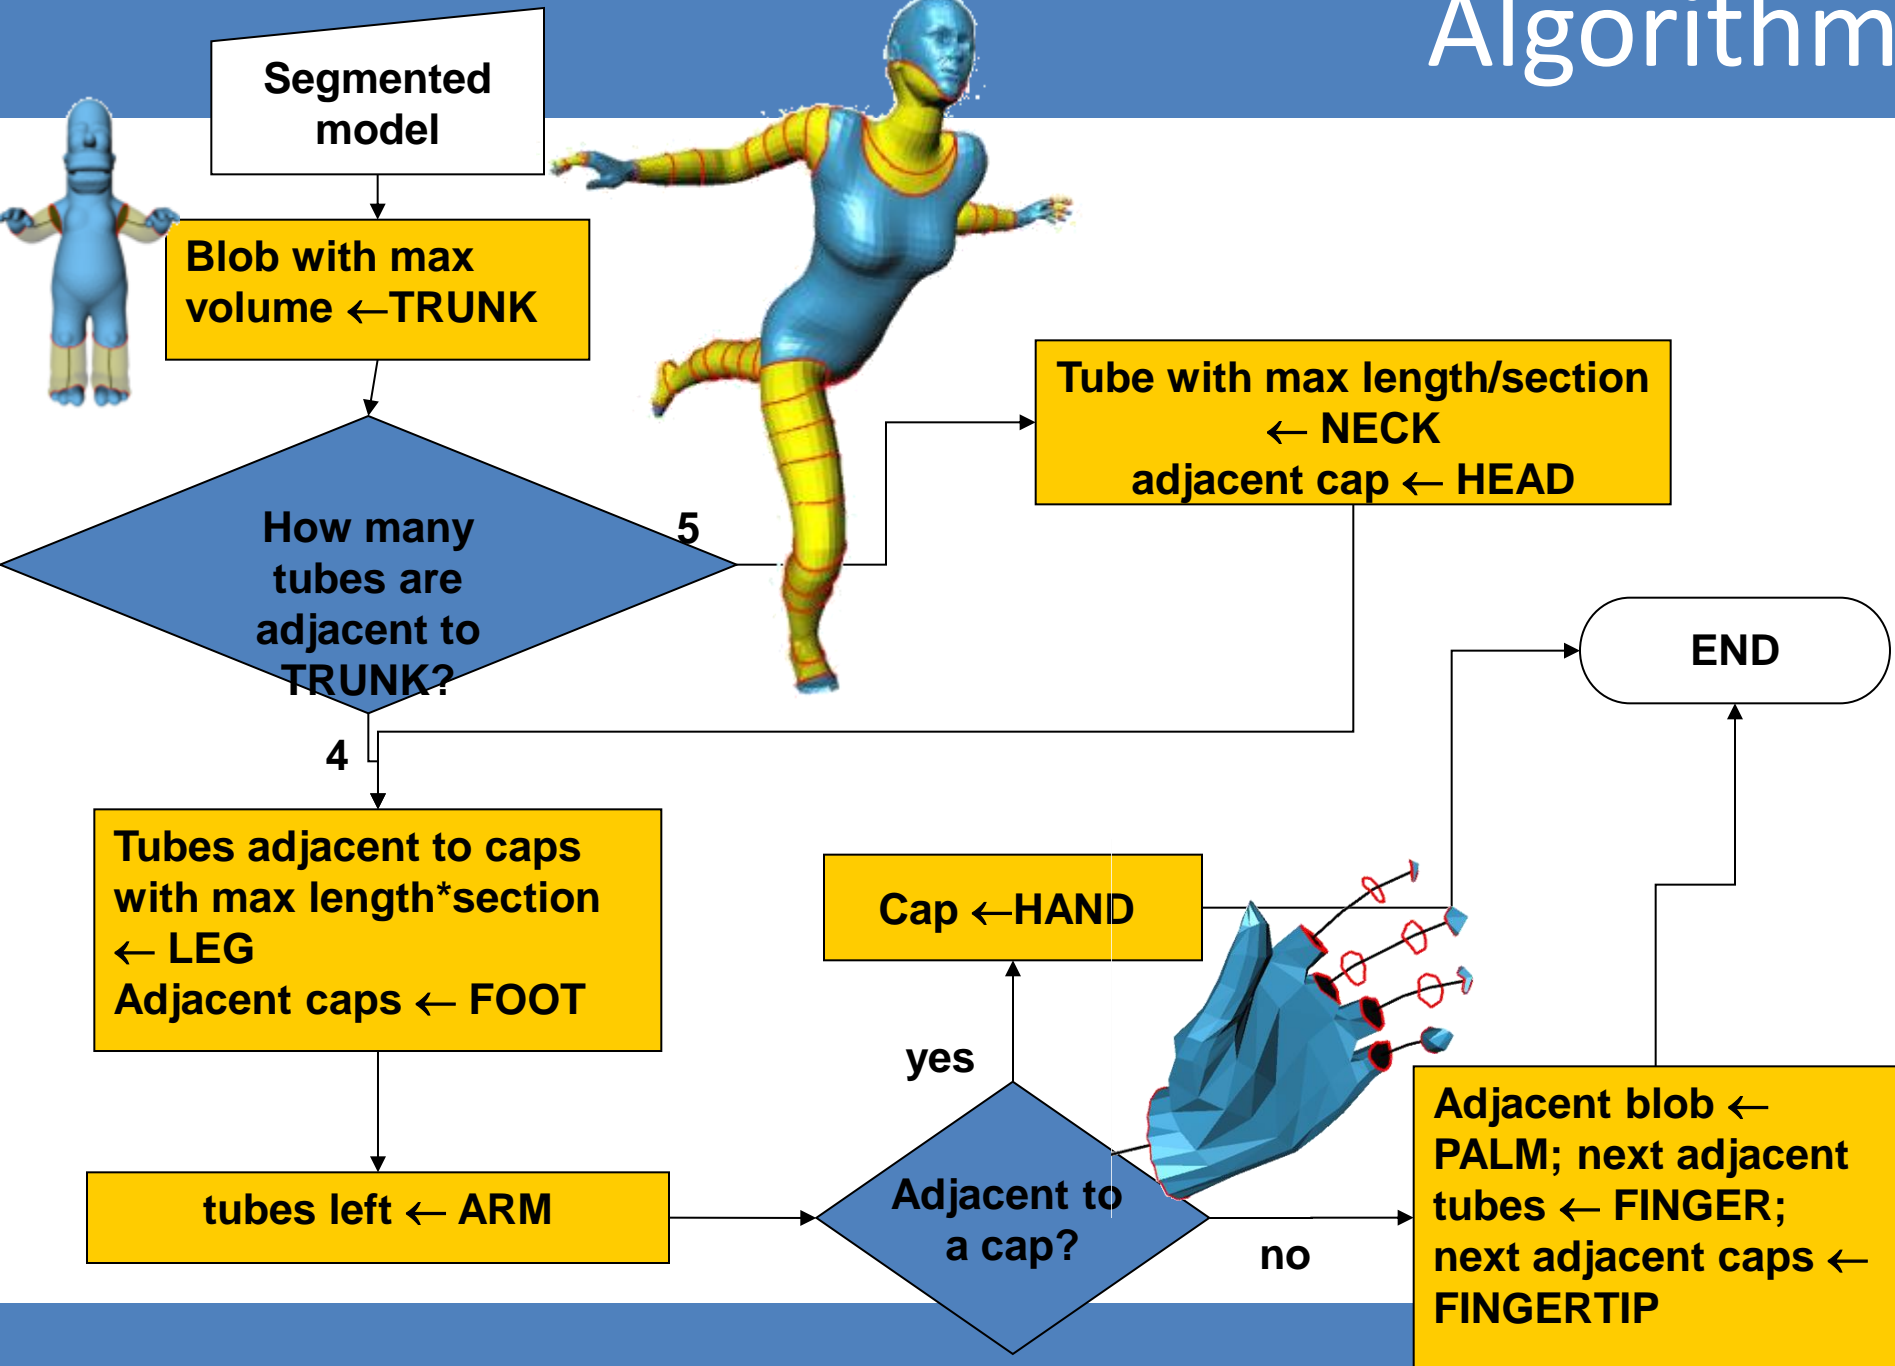 Algorithm
Segmented
model
Blob with max
volume ←TRUNK
Tube with max length/section
← NECK
adjacent cap ← HEAD
How many
tubes are
adjacent to
TRUNK?
5
4
END
Tubes adjacent to caps
with max length*section
← LEG
Adjacent caps ← FOOT
Cap ←HAND
yes
tubes left ← ARM
Adjacent to
a cap?
no
Adjacent blob ←
PALM; next adjacent
tubes ← FINGER;
next adjacent caps ←
FINGERTIP